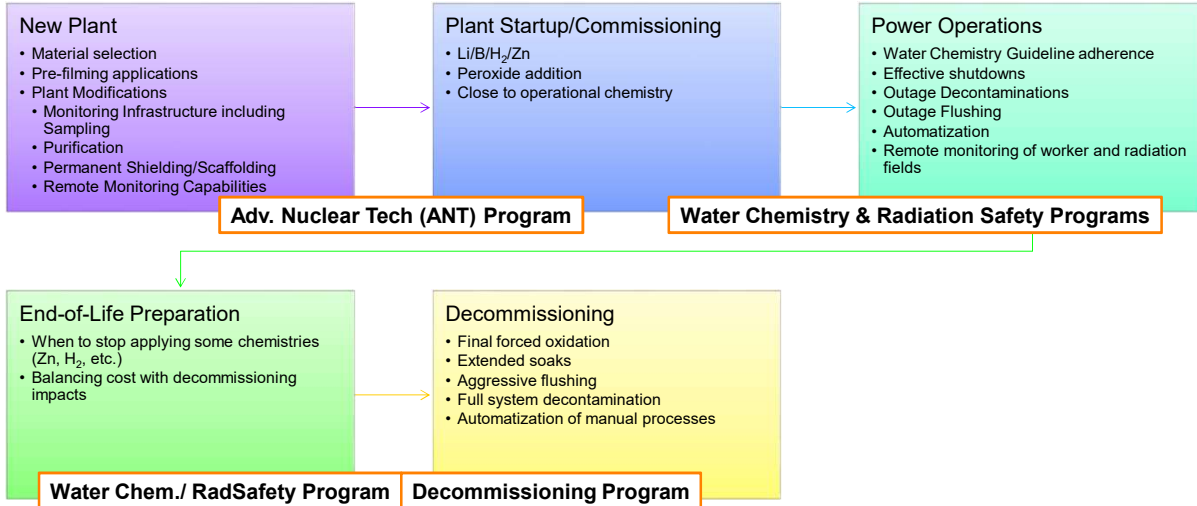 New Plant
• Material selection
• Pre-filming applications
• Plant Modifications
• Monitoring Infrastructure including
Sampling
• Purification
• Permanent Shielding/Scaffolding
• Remote Monitoring Capabilities
Plant Startup/Commissioning
• Li/B/H₂/Zn
• Peroxide addition
• Close to operational chemistry
Adv. Nuclear Tech (ANT) Program
Power Operations
• Water Chemistry Guideline adherence
• Effective shutdowns
• Outage Decontaminations
• Outage Flushing
• Automatization
• Remote monitoring of worker and radiation
fields
Water Chemistry & Radiation Safety Programs
End-of-Life Preparation
• When to stop applying some chemistries
(Zn, H₂, etc.)
• Balancing cost with decommissioning
impacts
Water Chem./ RadSafety Program
Decommissioning
• Final forced oxidation
• Extended soaks
• Aggressive flushing
• Full system decontamination
• Automatization of manual processes
Decommissioning Program